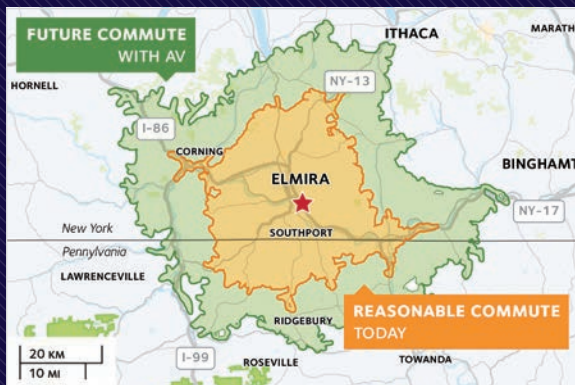 FUTURE COMMUTE
WITH AV
ITHACA
MARATH
HORNELL
NY-13
I-86
CORNING
ELMIRA
BINGHAMT
NY-17
SOUTHPORT
New York
Pennsylvania
LAWRENCEVILLE
REASONABLE COMMUTE
TODAY
RIDGEBURY
20 KM
10 MI
I-99
ROSEVILLE
TOWANDA